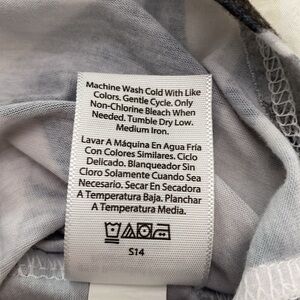 Machine Wash Cold With Like
Colors. Gentle Cycle. Only
Non-Chlorine Bleach When
Needed. Tumble Dry Low.
Medium Iron.
Lavar A Máquina En Agua Fría
Con Colores Similares. Ciclo
Delicado. Blanqueador Sin
Cloro Solamente Cuando Sea
Necesario. Secar En Secadora
A Temperatura Baja. Planchar
A Temperatura Media.
S14